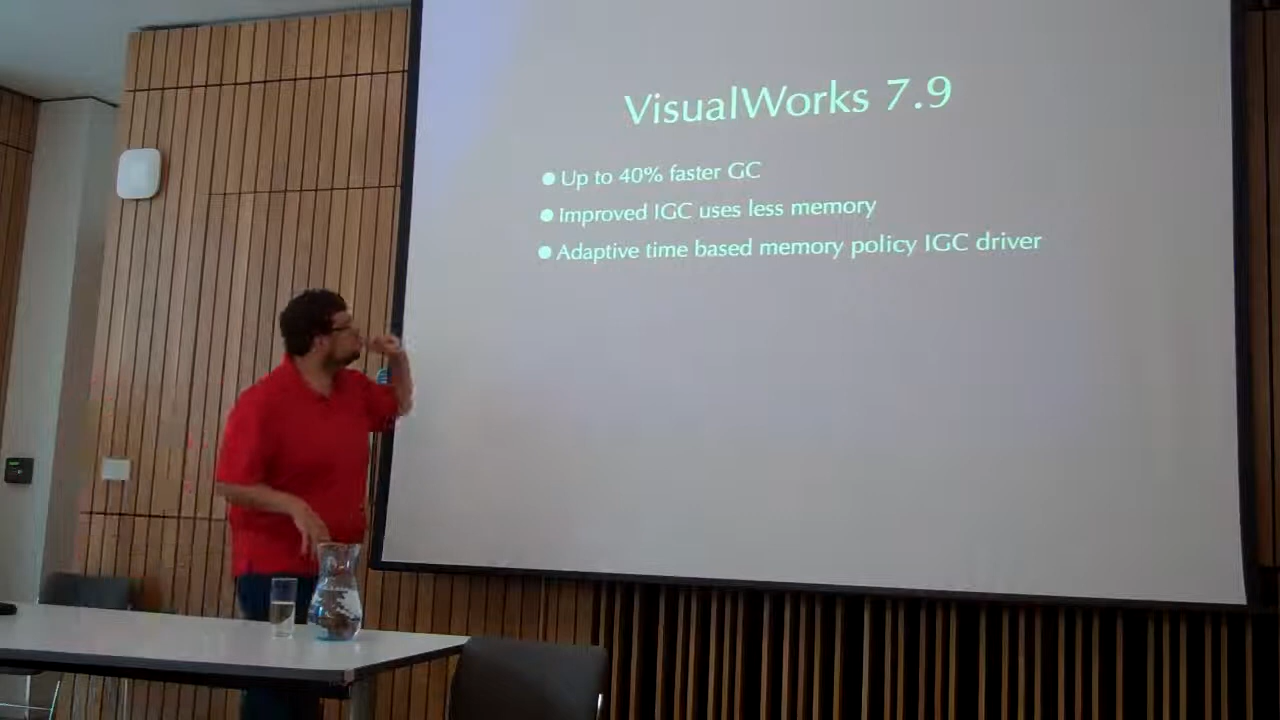 VisualWorks 7.9
● Up to 40% faster GC
● Improved IGC uses less memory
● Adaptive time based memory policy IGC driver